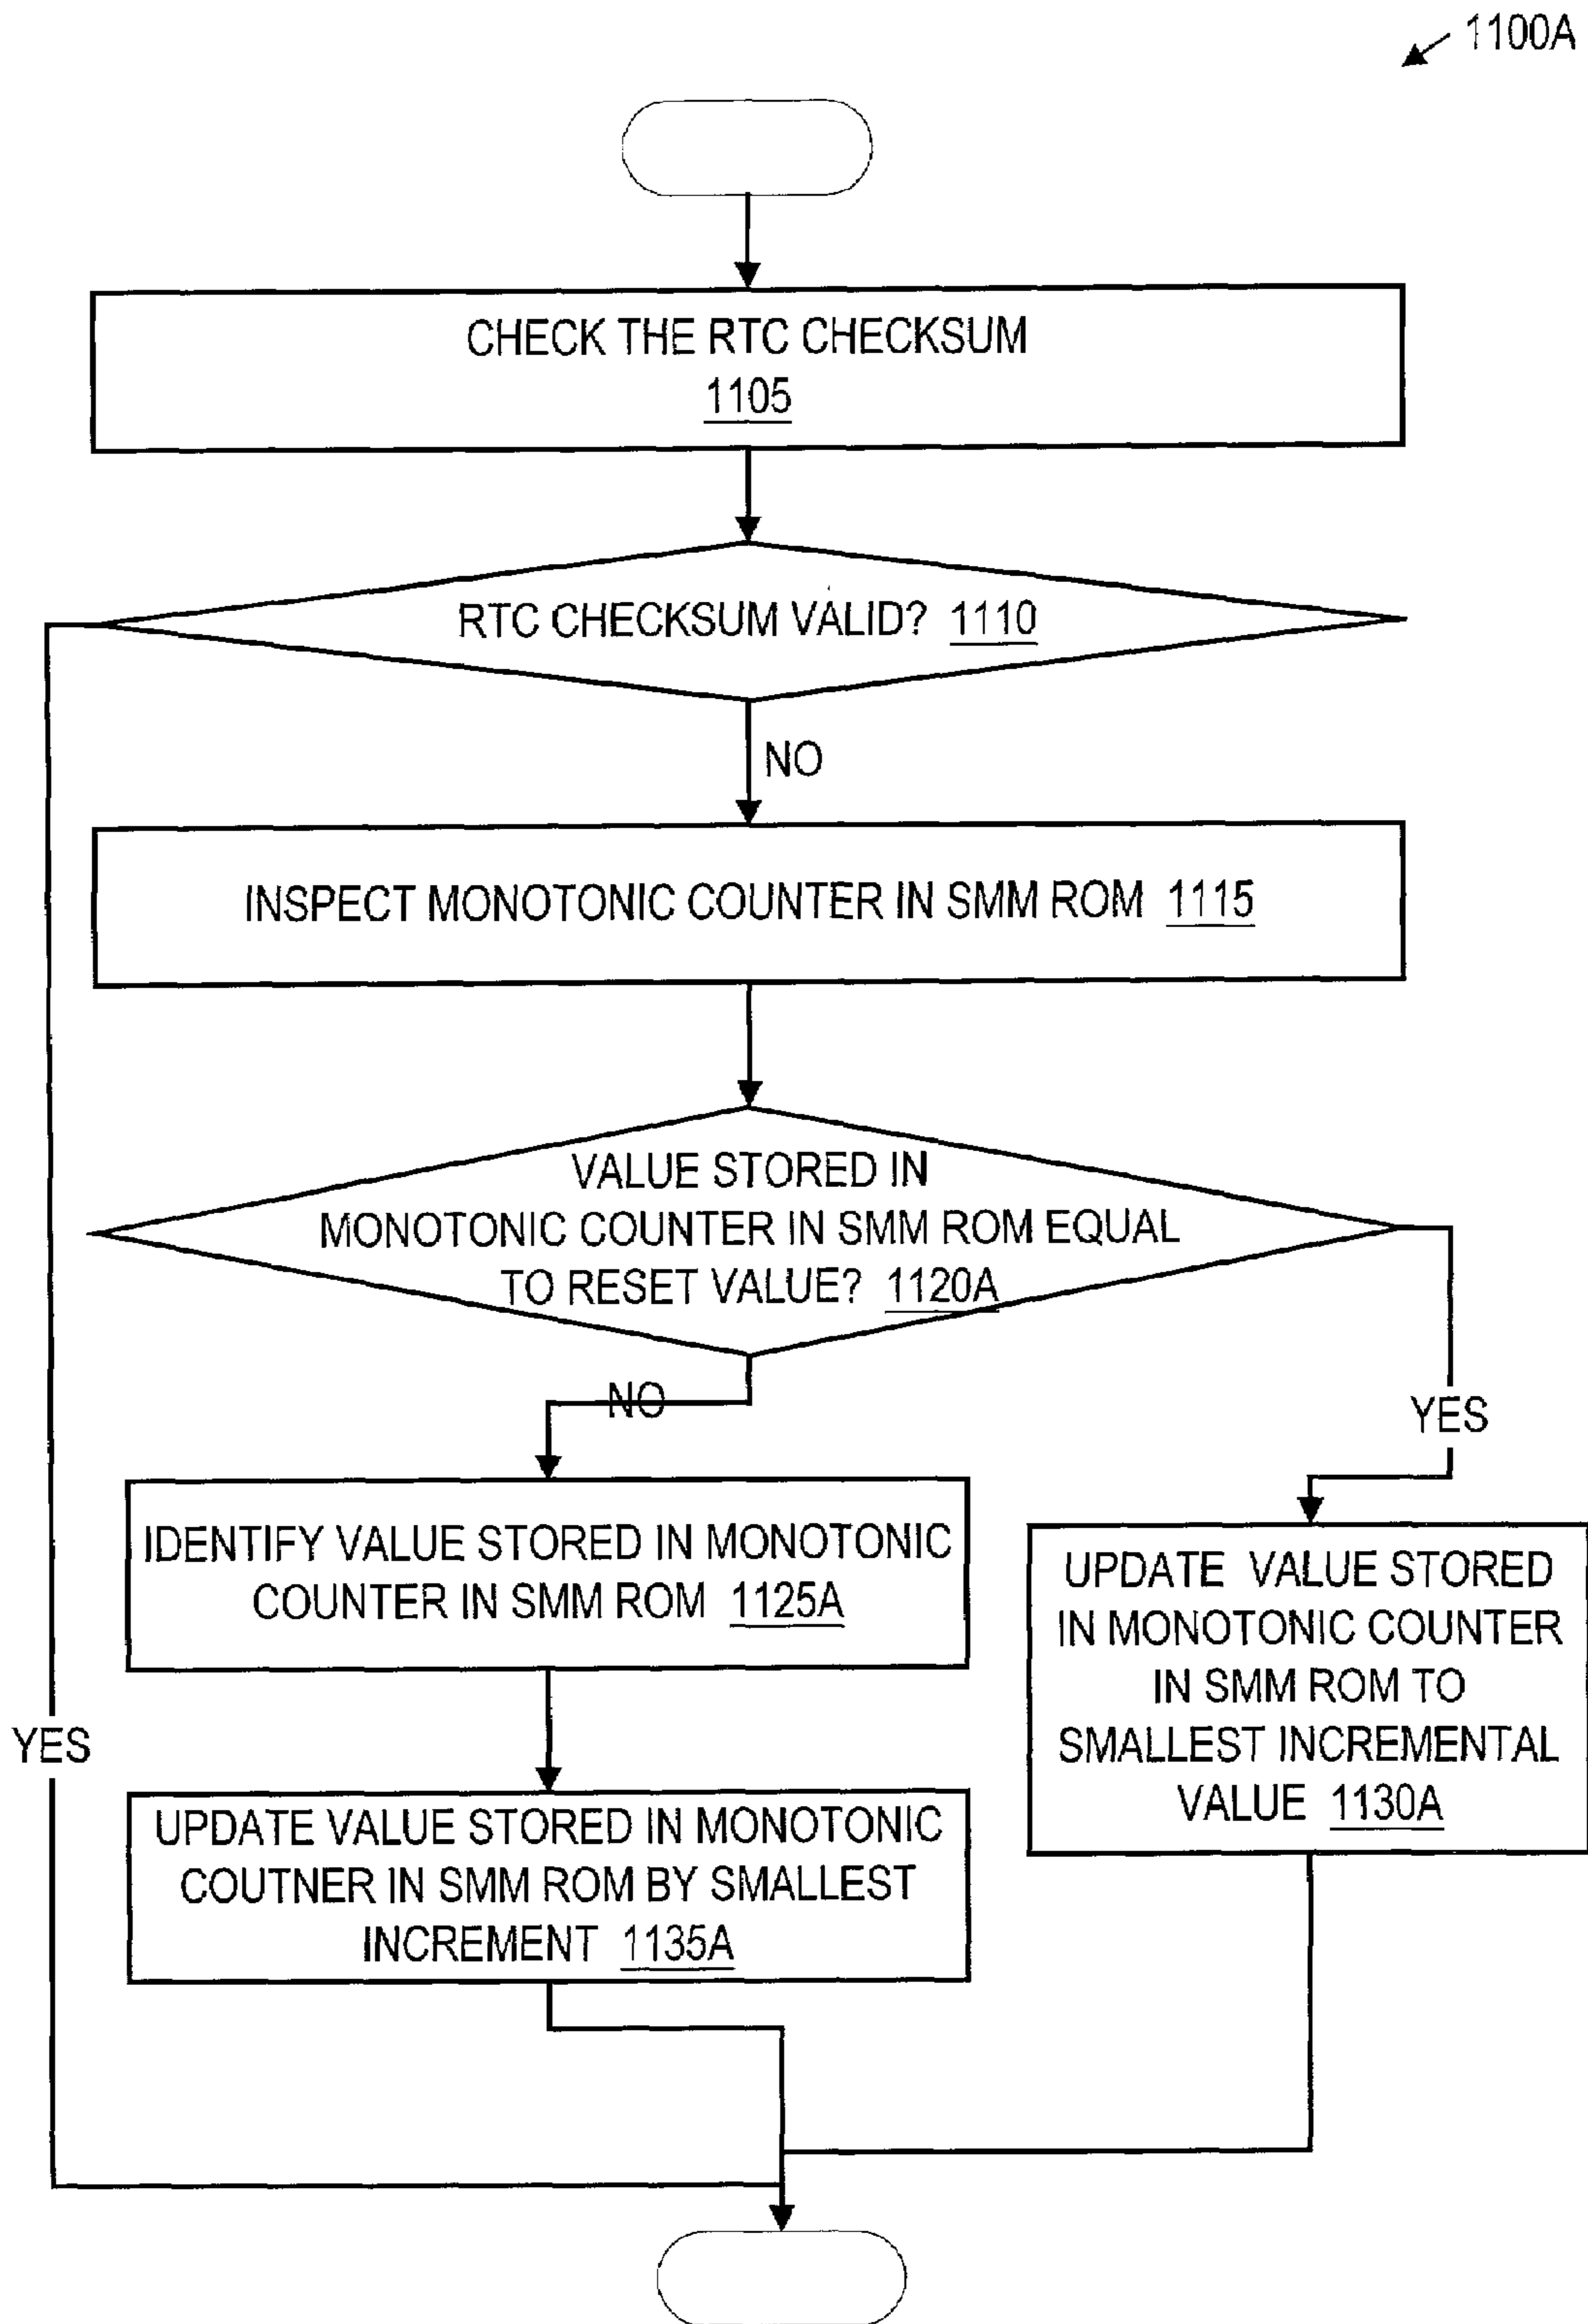 1100A
CHECK THE RTC CHECKSUM
1105
RTC CHECKSUM VALID? 1110
NO
INSPECT MONOTONIC COUNTER IN SMM ROM 1115
VALUE STORED IN
MONOTONIC COUNTER IN SMM ROM EQUAL
TO RESET VALUE? 1120A
NO
YES
IDENTIFY VALUE STORED IN MONOTONIC
COUNTER IN SMM ROM 1125A
UPDATE VALUE STORED
IN MONOTONIC COUNTER
IN SMM ROM TO
SMALLEST INCREMENTAL
VALUE 1130A
YES
UPDATE VALUE STORED IN MONOTONIC
COUTNER IN SMM ROM BY SMALLEST
INCREMENT 1135A